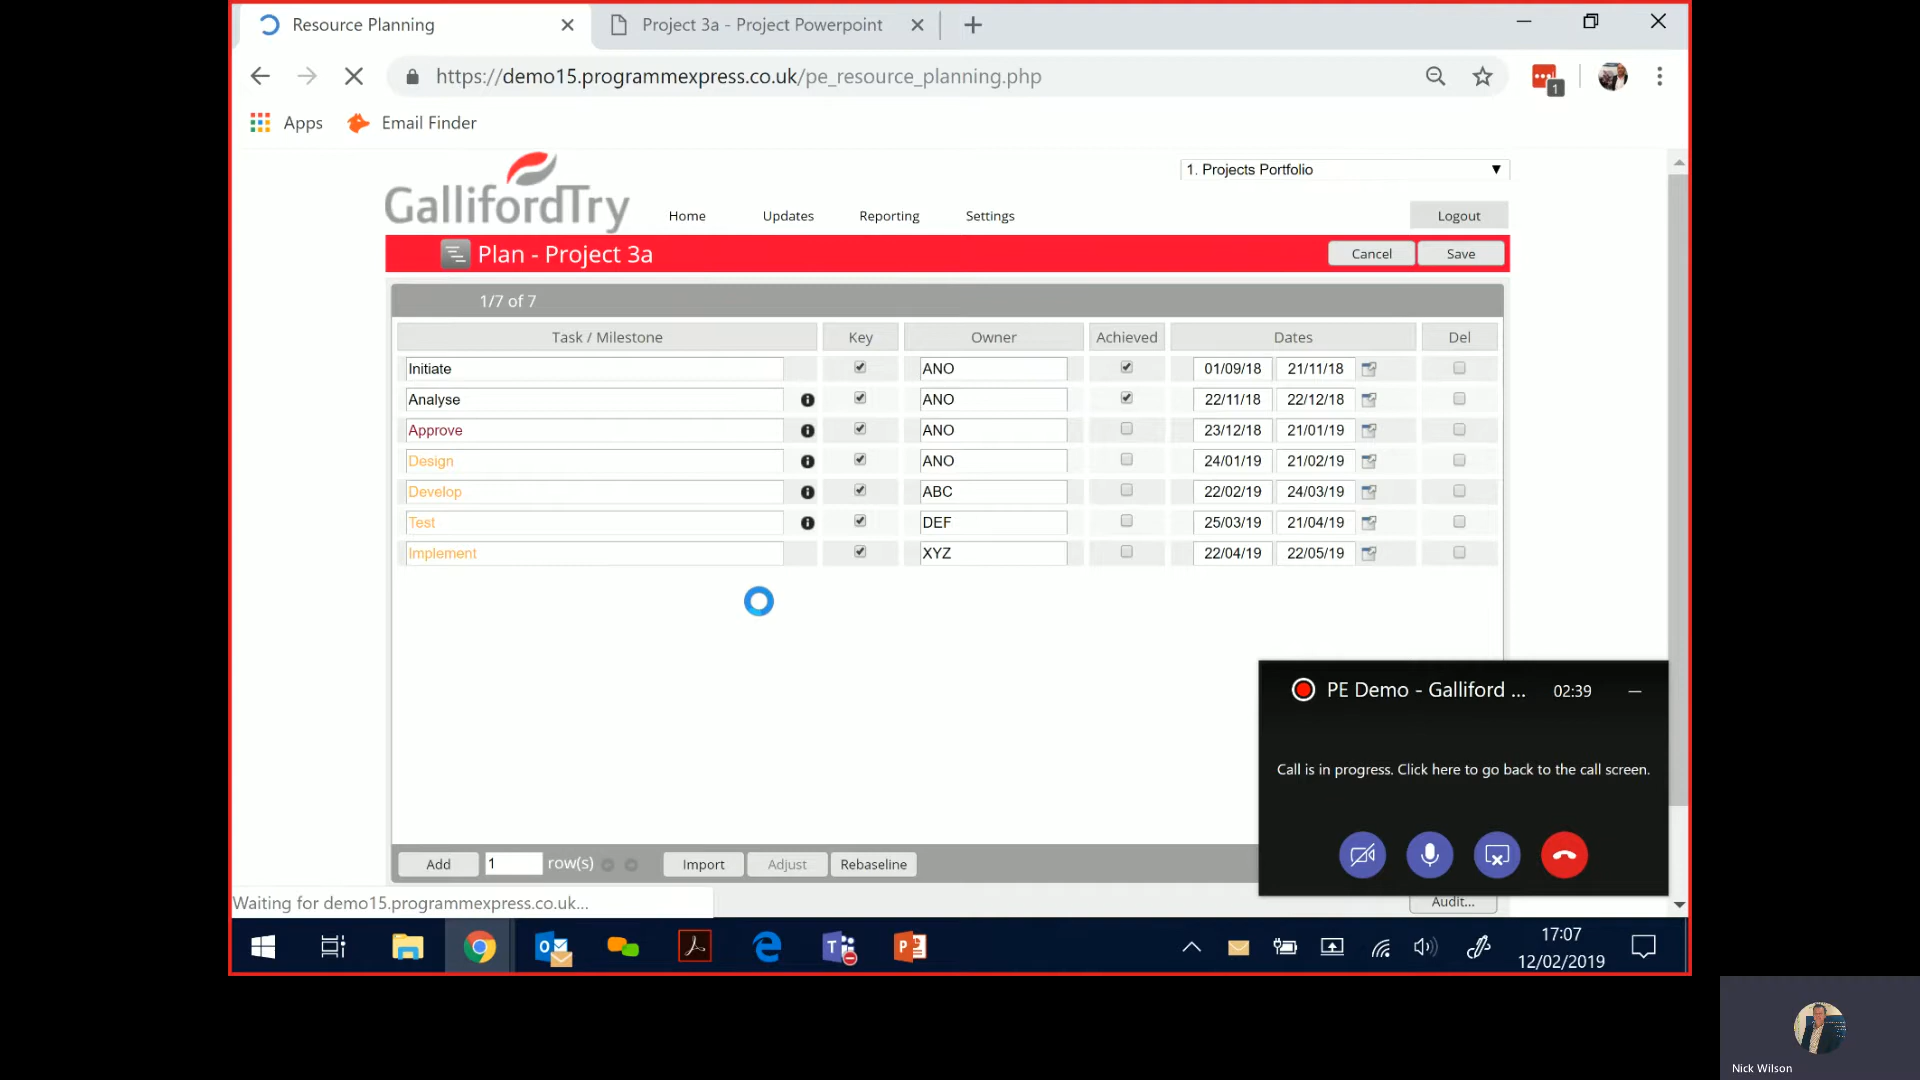 Resource Planning
Project 3a - Project Powerpoint
https://demo15.programmexpress.co.uk/pe_resource_planning.php
1
Apps
Email Finder
GallifordTry
1. Projects Portfolio
Home Updates Reporting Settings
Logout
Plan - Project 3a
Cancel
Save
1/7 of 7
Task / Milestone Key Owner Achieved Dates Del
Initiate ANO 01/09/18 21/11/18
Analyse ANO 22/11/18 22/12/18
Approve ANO 23/12/18 21/01/19
Design ANO 24/01/19 21/02/19
Develop ABC 22/02/19 24/03/19
Test DEF 25/03/19 21/04/19
Implement XYZ 22/04/19 22/05/19
PE Demo - Galliford ... 02:39
Call is in progress. Click here to go back to the call screen.
Add 1 row(s) Import Adjust Rebaseline
Waiting for demo15.programmexpress.co.uk...
Audit...
17:07
12/02/2019
Nick Wilson